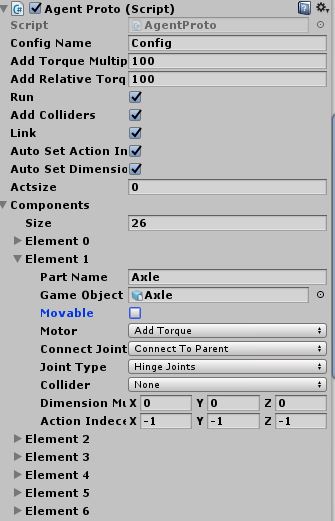 Agent Proto (Script)
Script AgentProto
Config Name Config
Add Torque Multip 100
Add Relative Torq 100
Run
Add Colliders
Link
Auto Set Action In
Auto Set Dimensio
Actsize 0
Components
Size 26
Element 0
Element 1
Part Name Axle
Game Object Axle
Movable
Motor Add Torque
Connect Joint Connect To Parent
Joint Type Hinge Joints
Collider None
Dimension Mu X 0 Y 0 Z 0
Action Indece X -1 Y -1 Z -1
Element 2
Element 3
Element 4
Element 5
Element 6